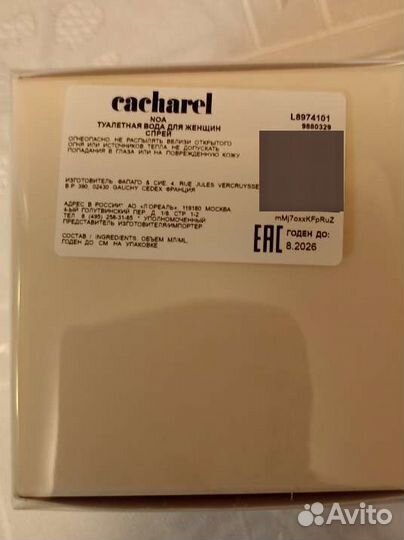 cacharel
L8974101
9880329
NOA
ТУАЛЕТНАЯ ВОДА ДЛЯ ЖЕНЩИН
СПРЕЙ
ОГНЕОПАСНО. НЕ РАСПЫЛЯТЬ ВБЛИЗИ ОТКРЫТОГО
ОГНЯ ИЛИ ИСТОЧНИКОВ ТЕПЛА. НЕ ДОПУСКАТЬ
ПОПАДАНИЯ В ГЛАЗА ИЛИ НА ПОВРЕЖДЕННУЮ КОЖУ
ИЗГОТОВИТЕЛЬ: ФАПАГО & СИЕ, 4, RUE JULES VERCRUYSSE
B.P. 380, 02430 GAUCHY CEDEX ФРАНЦИЯ
АДРЕС В РОССИИ*: АО "Л'ОРЕАЛЬ", 119180 МОСКВА
4-ЫЙ ГОЛУТВИНСКИЙ ПЕР. Д. 1/8, СТР. 1-2
ТЕЛ. 8 (495) 258-31-85 * УПОЛНОМОЧЕННЫЙ
ПРЕДСТАВИТЕЛЬ ИЗГОТОВИТЕЛЯ/ИМПОРТЕР
mMj7oxxKFpRuZ
EAC
ГОДЕН ДО:
8.2026
СОСТАВ / INGREDIENTS, ОБЪЕМ МЛ/ML,
ГОДЕН ДО СМ. НА УПАКОВКЕ
Avito